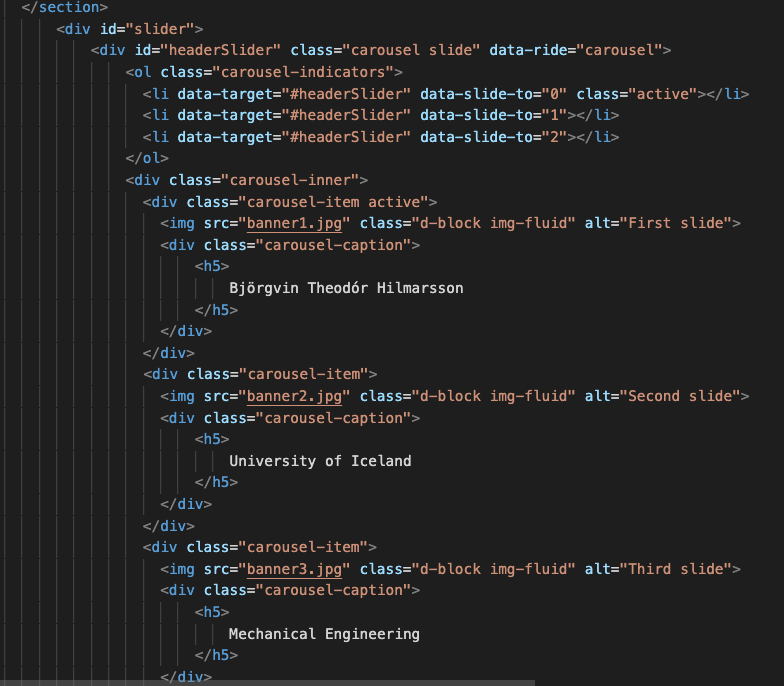 </section>
<div id="slider">
<div id="headerSlider" class="carousel slide" data-ride="carousel">
<ol class="carousel-indicators">
<li data-target="#headerSlider" data-slide-to="0" class="active"></li>
<li data-target="#headerSlider" data-slide-to="1"></li>
<li data-target="#headerSlider" data-slide-to="2"></li>
</ol>
<div class="carousel-inner">
<div class="carousel-item active">
<img src="banner1.jpg" class="d-block img-fluid" alt="First slide">
<div class="carousel-caption">
<h5>
Björgvin Theodór Hilmarsson
</h5>
</div>
</div>
<div class="carousel-item">
<img src="banner2.jpg" class="d-block img-fluid" alt="Second slide">
<div class="carousel-caption">
<h5>
University of Iceland
</h5>
</div>
</div>
<div class="carousel-item">
<img src="banner3.jpg" class="d-block img-fluid" alt="Third slide">
<div class="carousel-caption">
<h5>
Mechanical Engineering
</h5>
</div>